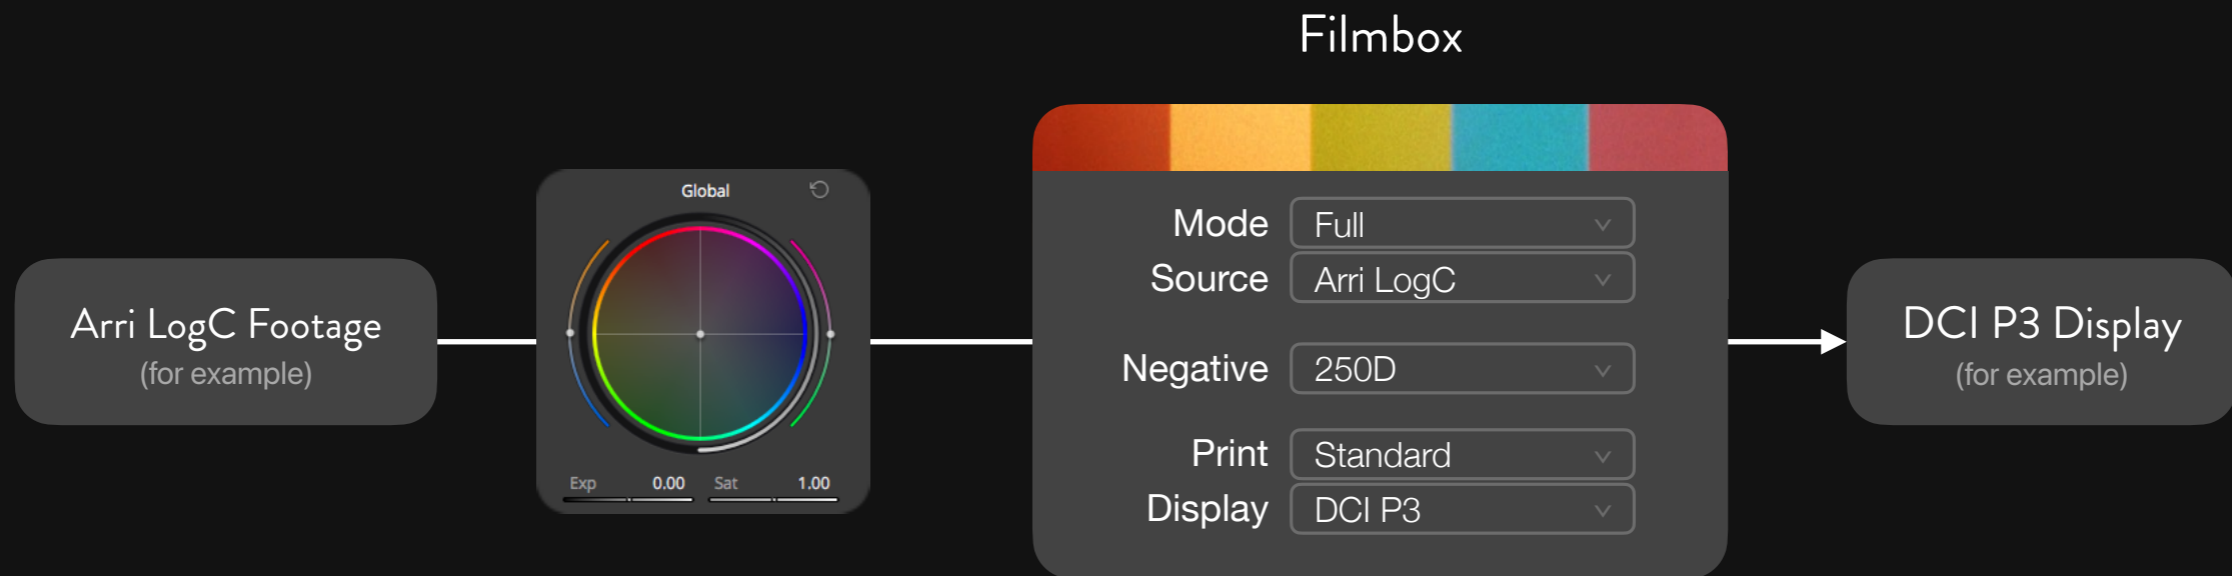 Filmbox
Arri LogC Footage
(for example)
Global
Exp 0.00 Sat 1.00
Mode Full
Source Arri LogC
Negative 250D
Print Standard
Display DCI P3
DCI P3 Display
(for example)